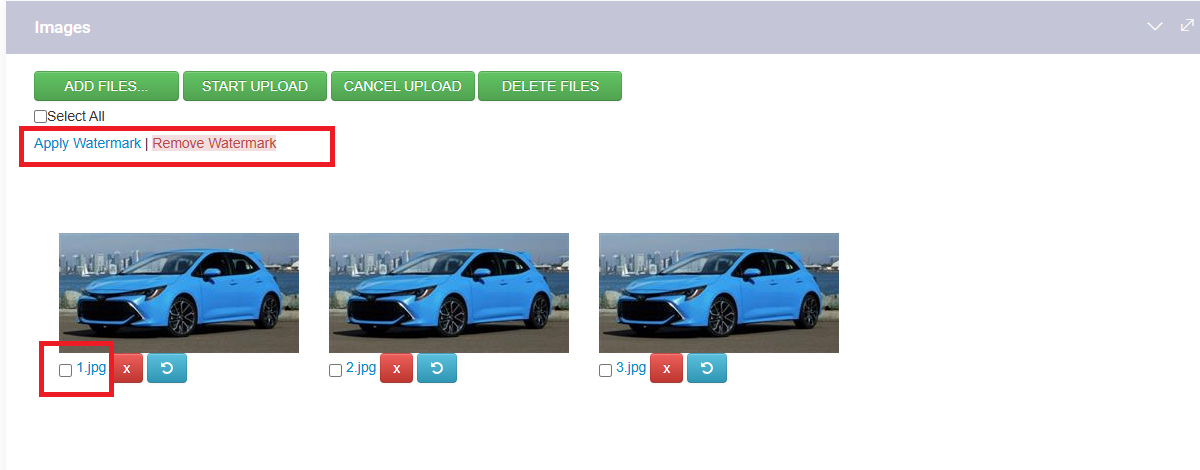 Images
ADD FILES... START UPLOAD CANCEL UPLOAD DELETE FILES
Select All
Apply Watermark | Remove Watermark
1.jpg x 2.jpg x 3.jpg x